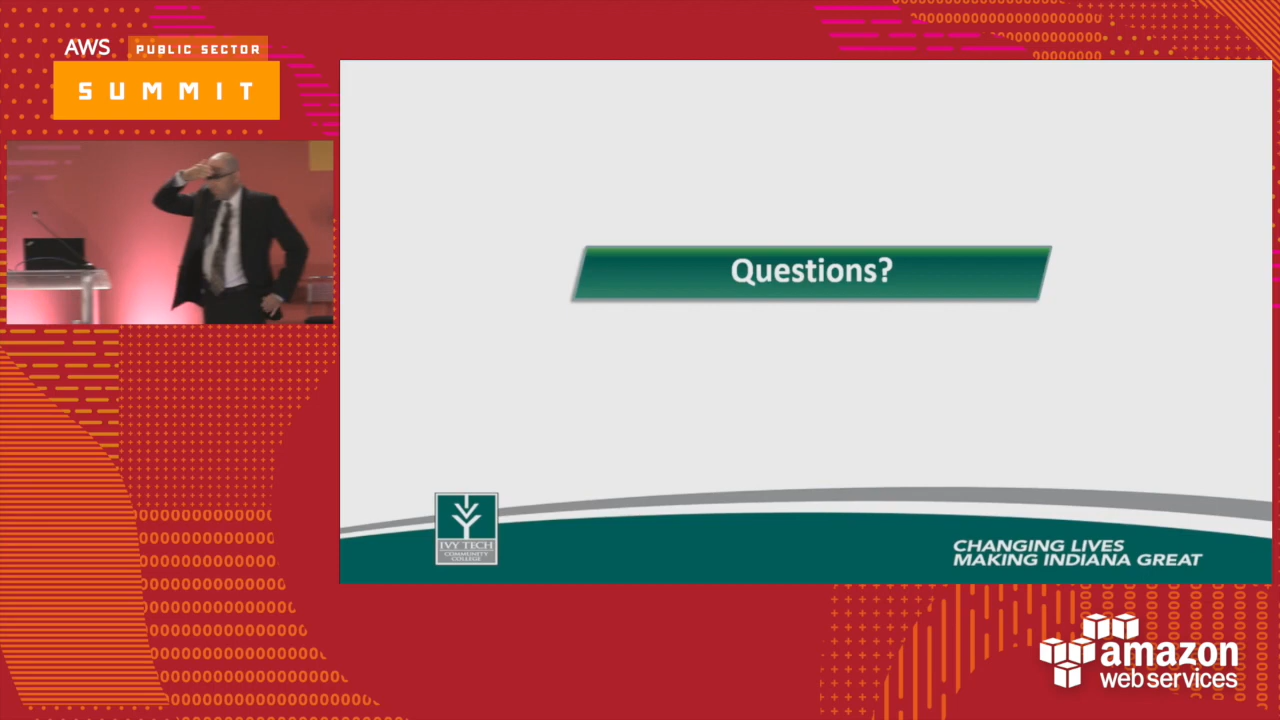 AWS PUBLIC SECTOR
SUMMIT
Questions?
IVY TECH
COMMUNITY
COLLEGE
CHANGING LIVES
MAKING INDIANA GREAT
amazon
web services